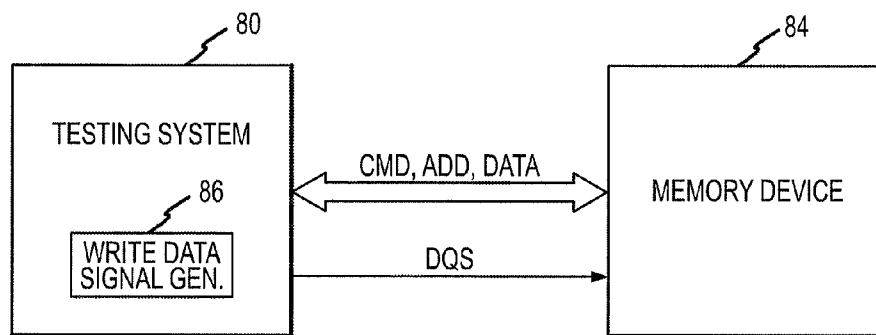 80
84
TESTING SYSTEM
CMD, ADD, DATA
MEMORY DEVICE
86
WRITE DATA
SIGNAL GEN.
DQS